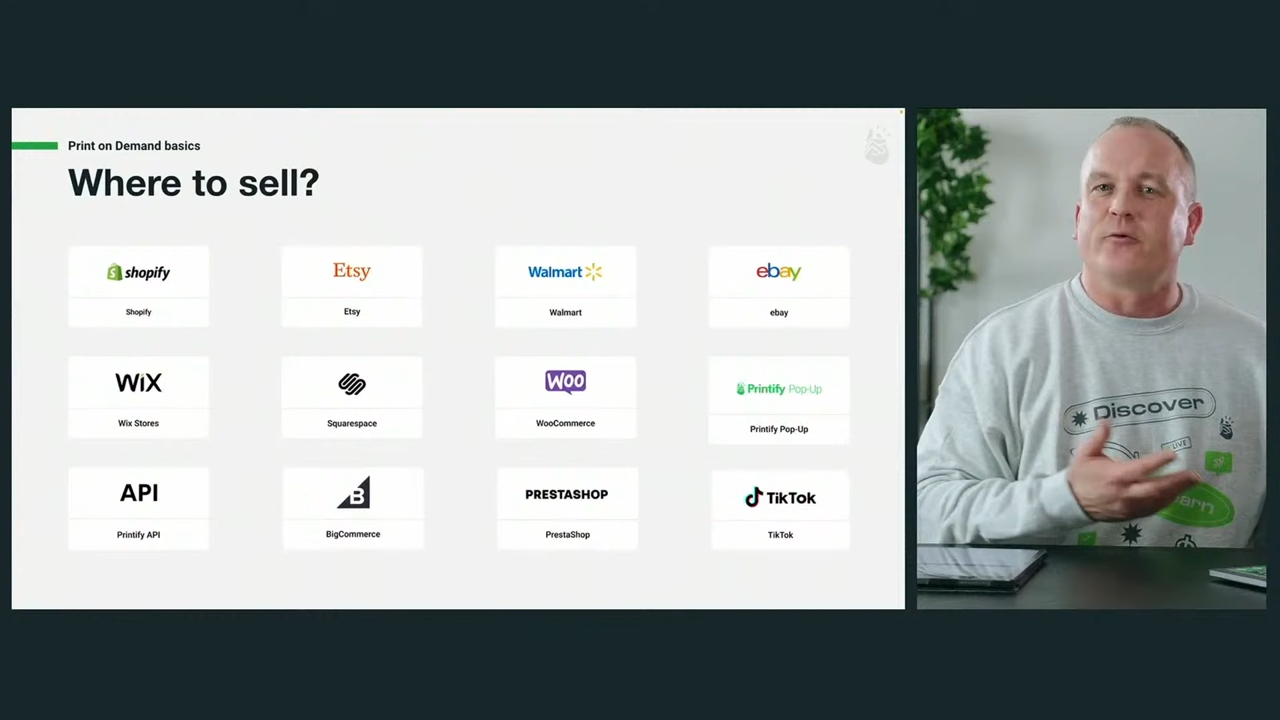 Print on Demand basics
Where to sell?
shopify
Etsy
Walmart
ebay
Shopify
Etsy
Walmart
ebay
WiX
WOO
Printify Pop-Up
Wix Stores
Squarespace
WooCommerce
Printify Pop-Up
API
B
PRESTASHOP
TikTok
Printify API
BigCommerce
PrestaShop
TikTok
Discover
LIVE